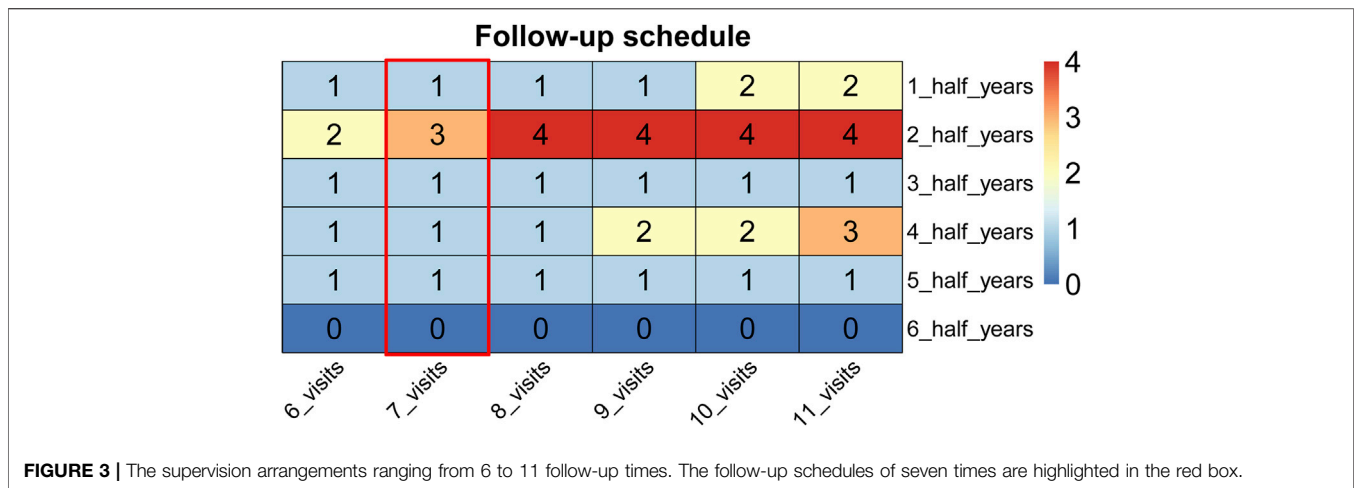 Follow-up schedule
1 1 1 1 2 2 1_half_years
2 3 4 4 4 4 2_half_years
1 1 1 1 1 1 3_half_years
1 1 1 2 2 3 4_half_years
1 1 1 1 1 1 5_half_years
0 0 0 0 0 0 6_half_years
6_visits 7_visits 8_visits 9_visits 10_visits 11_visits
4
3
2
1
0
FIGURE 3 | The supervision arrangements ranging from 6 to 11 follow-up times. The follow-up schedules of seven times are highlighted in the red box.